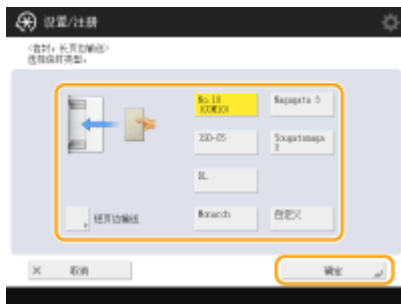 设置/注册
<信封: 长页边输送>
选择信封类型。
No.10
(COM10)
Nagagata 3
ISO-C5
Yougatanaga
3
DL
短页边输送
Monarch
自定义
× 取消
确定